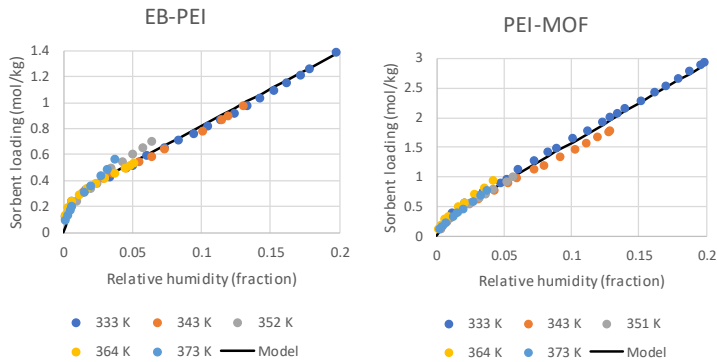 EB-PEI
Sorbent loading (mol/kg)
1.4
1.2
1
0.8
0.6
0.4
0.2
0
0 0.05 0.1 0.15 0.2
Relative humidity (fraction)
333 K 343 K 352 K
364 K 373 K Model
PEI-MOF
Sorbent loading (mol/kg)
3
2.5
2
1.5
1
0.5
0
0 0.05 0.1 0.15 0.2
Relative humidity (fraction)
333 K 343 K 351 K
364 K 373 K Model